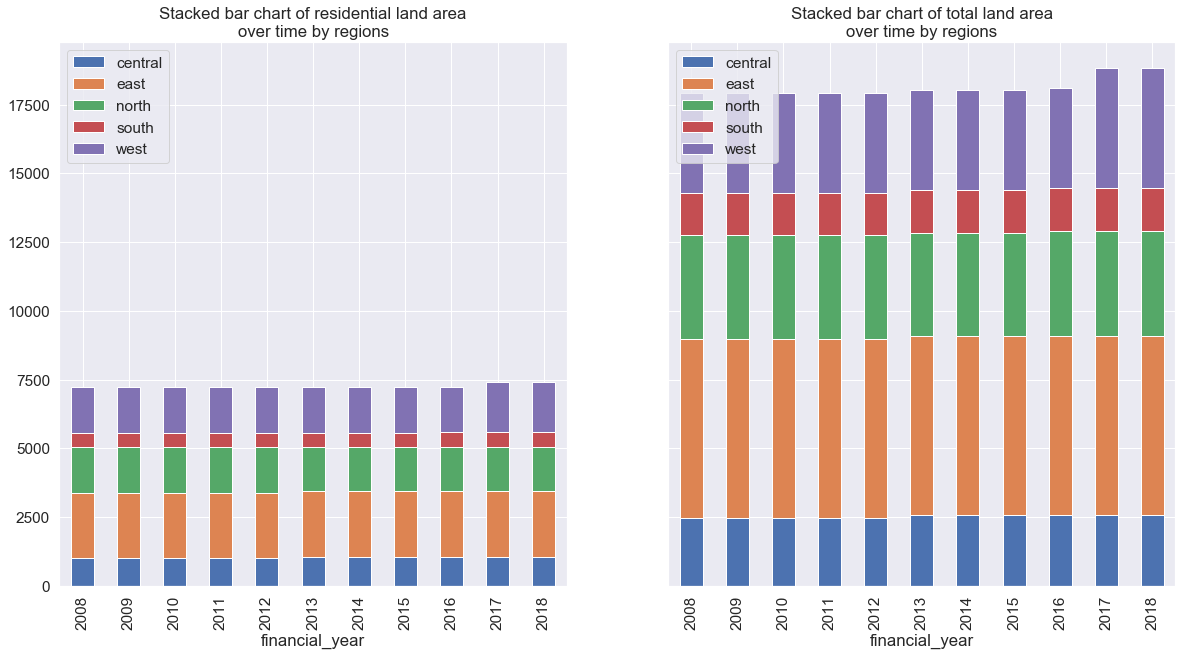 Stacked bar chart of residential land area
over time by regions
central
east
north
south
west
17500
15000
12500
10000
7500
5000
2500
0
2008
2009
2010
2011
2012
2013
2014
2015
2016
2017
2018
financial_year
Stacked bar chart of total land area
over time by regions
central
east
north
south
west
2008
2009
2010
2011
2012
2013
2014
2015
2016
2017
2018
financial_year